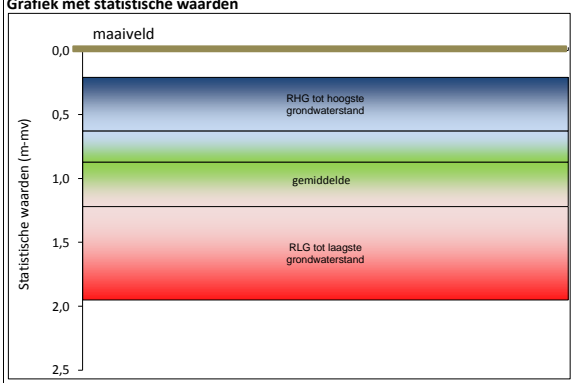 Grafiek met statistische waarden
maaiveld
0,0
0,5
1,0
1,5
2,0
2,5
Statistische waarden (m-mv)
RHG tot hoogste
grondwaterstand
gemiddelde
RLG tot laagste
grondwaterstand